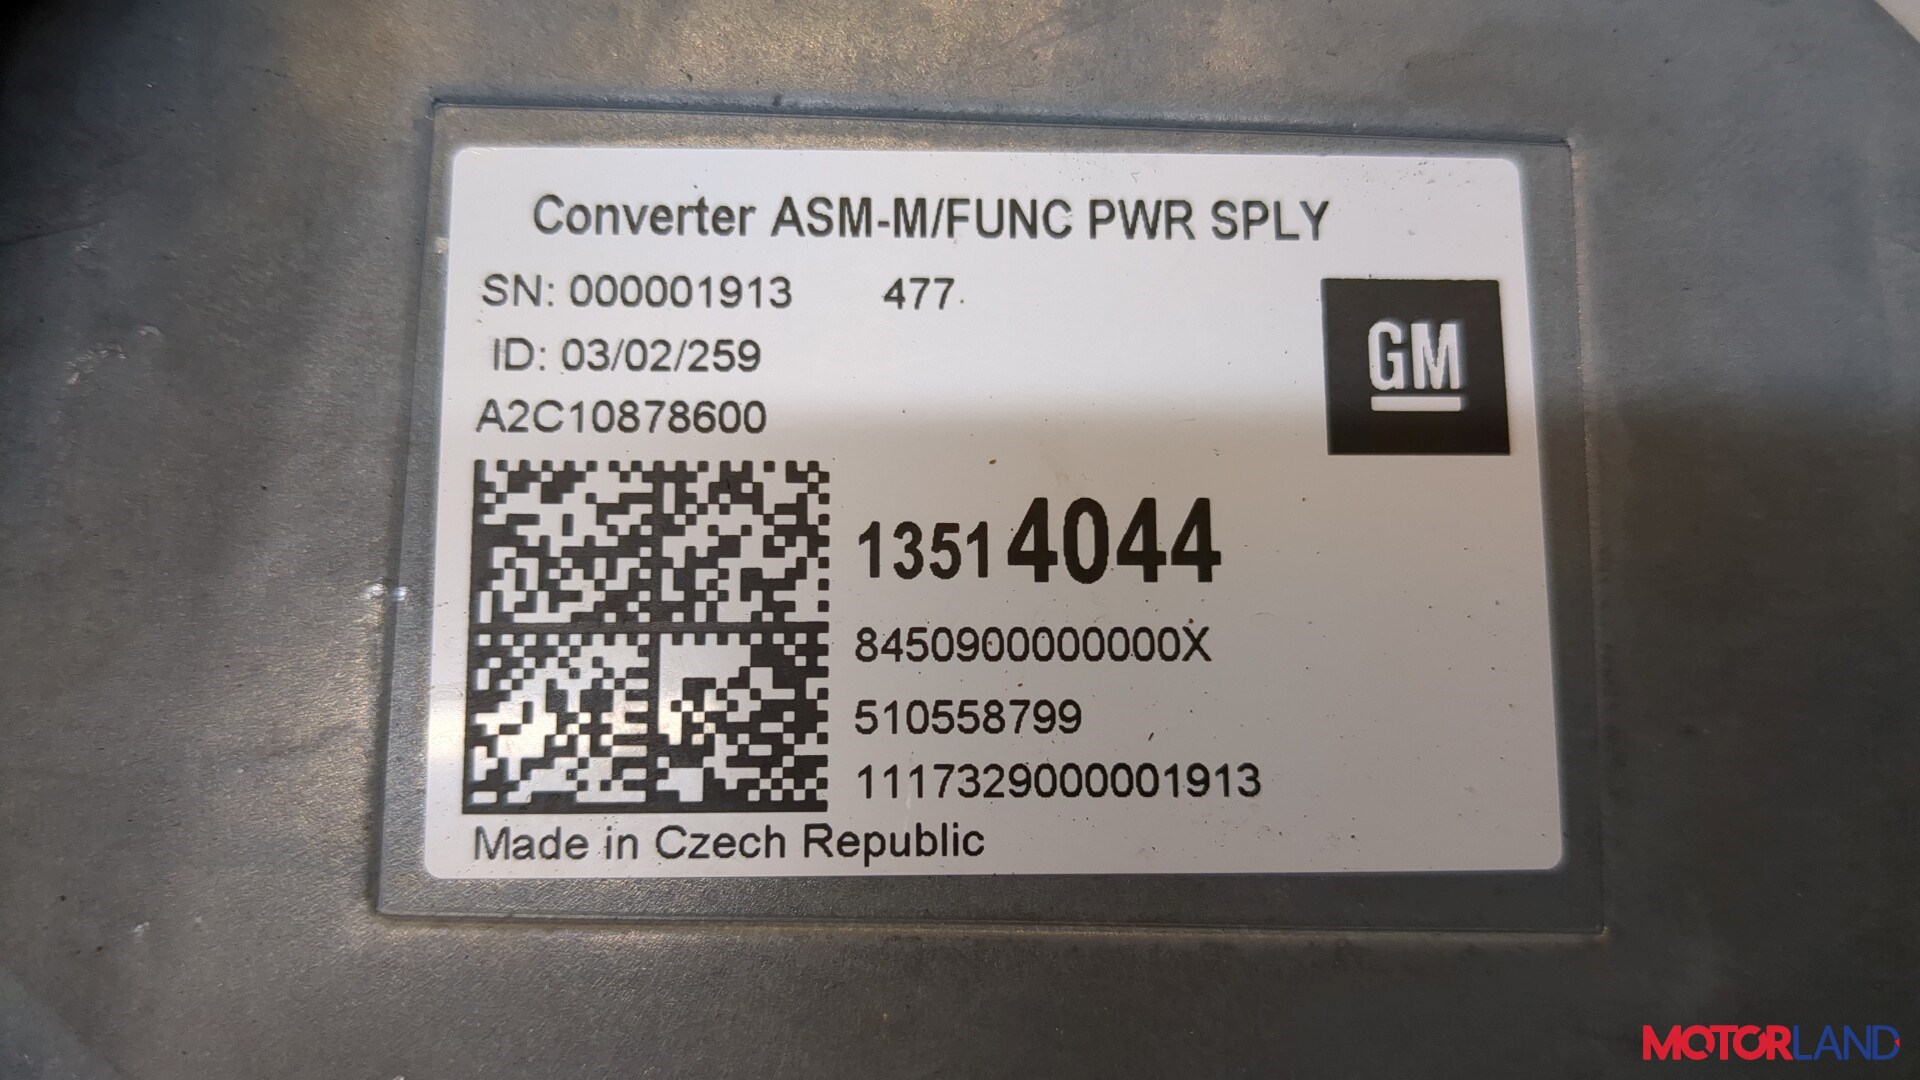 Converter ASM-M/FUNC PWR SPLY
SN: 000001913 477
ID: 03/02/259
A2C10878600
GM
13514044
8450900000000X
510558799
1117329000001913
Made in Czech Republic
MOTORLAND